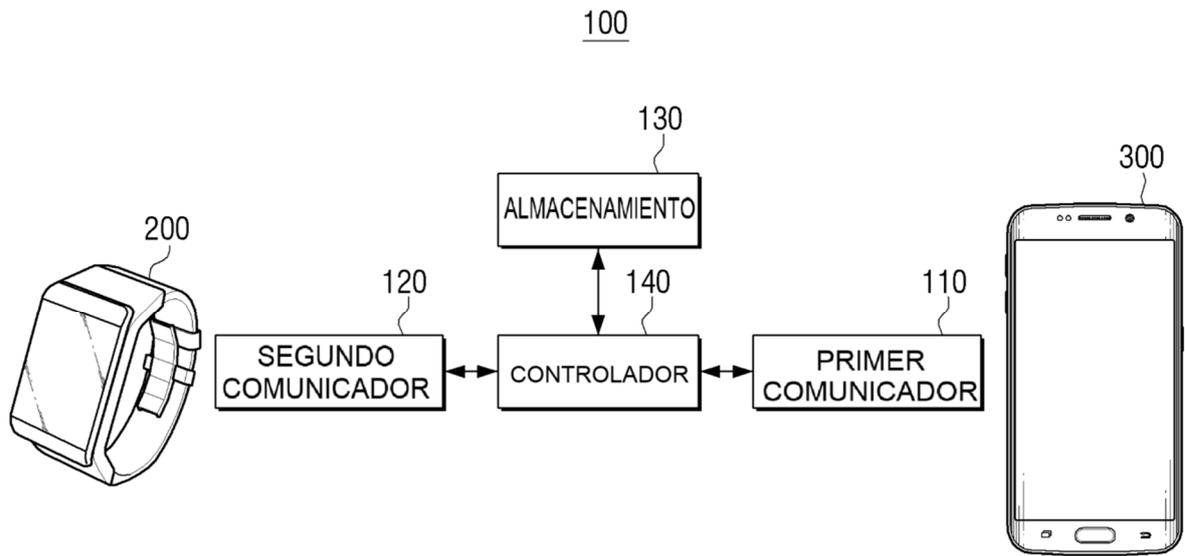 100
130
ALMACENAMIENTO
300
200
120
140
110
SEGUNDO
COMUNICADOR
CONTROLADOR
PRIMER
COMUNICADOR